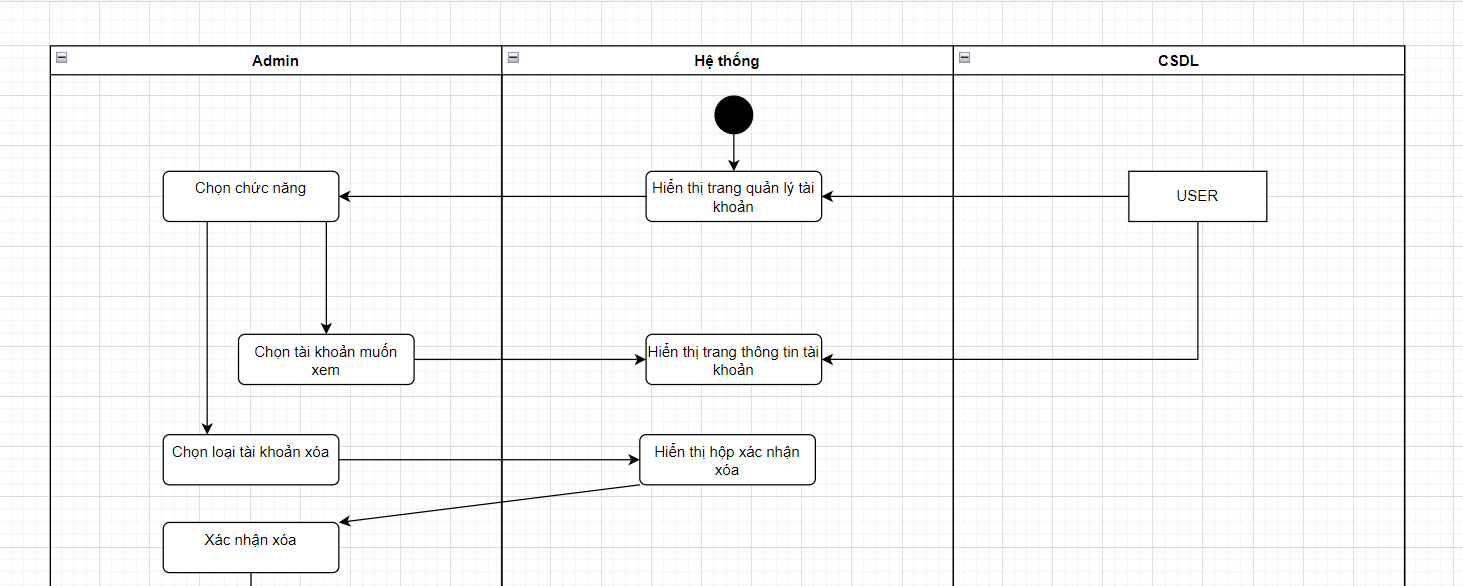 Admin
Hệ thống
CSDL
Chọn chức năng
Hiển thị trang quản lý tài
khoản
USER
Chọn tài khoản muốn
xem
Hiển thị trang thông tin tài
khoản
Chọn loại tài khoản xóa
Hiển thị hộp xác nhận
xóa
Xác nhận xóa